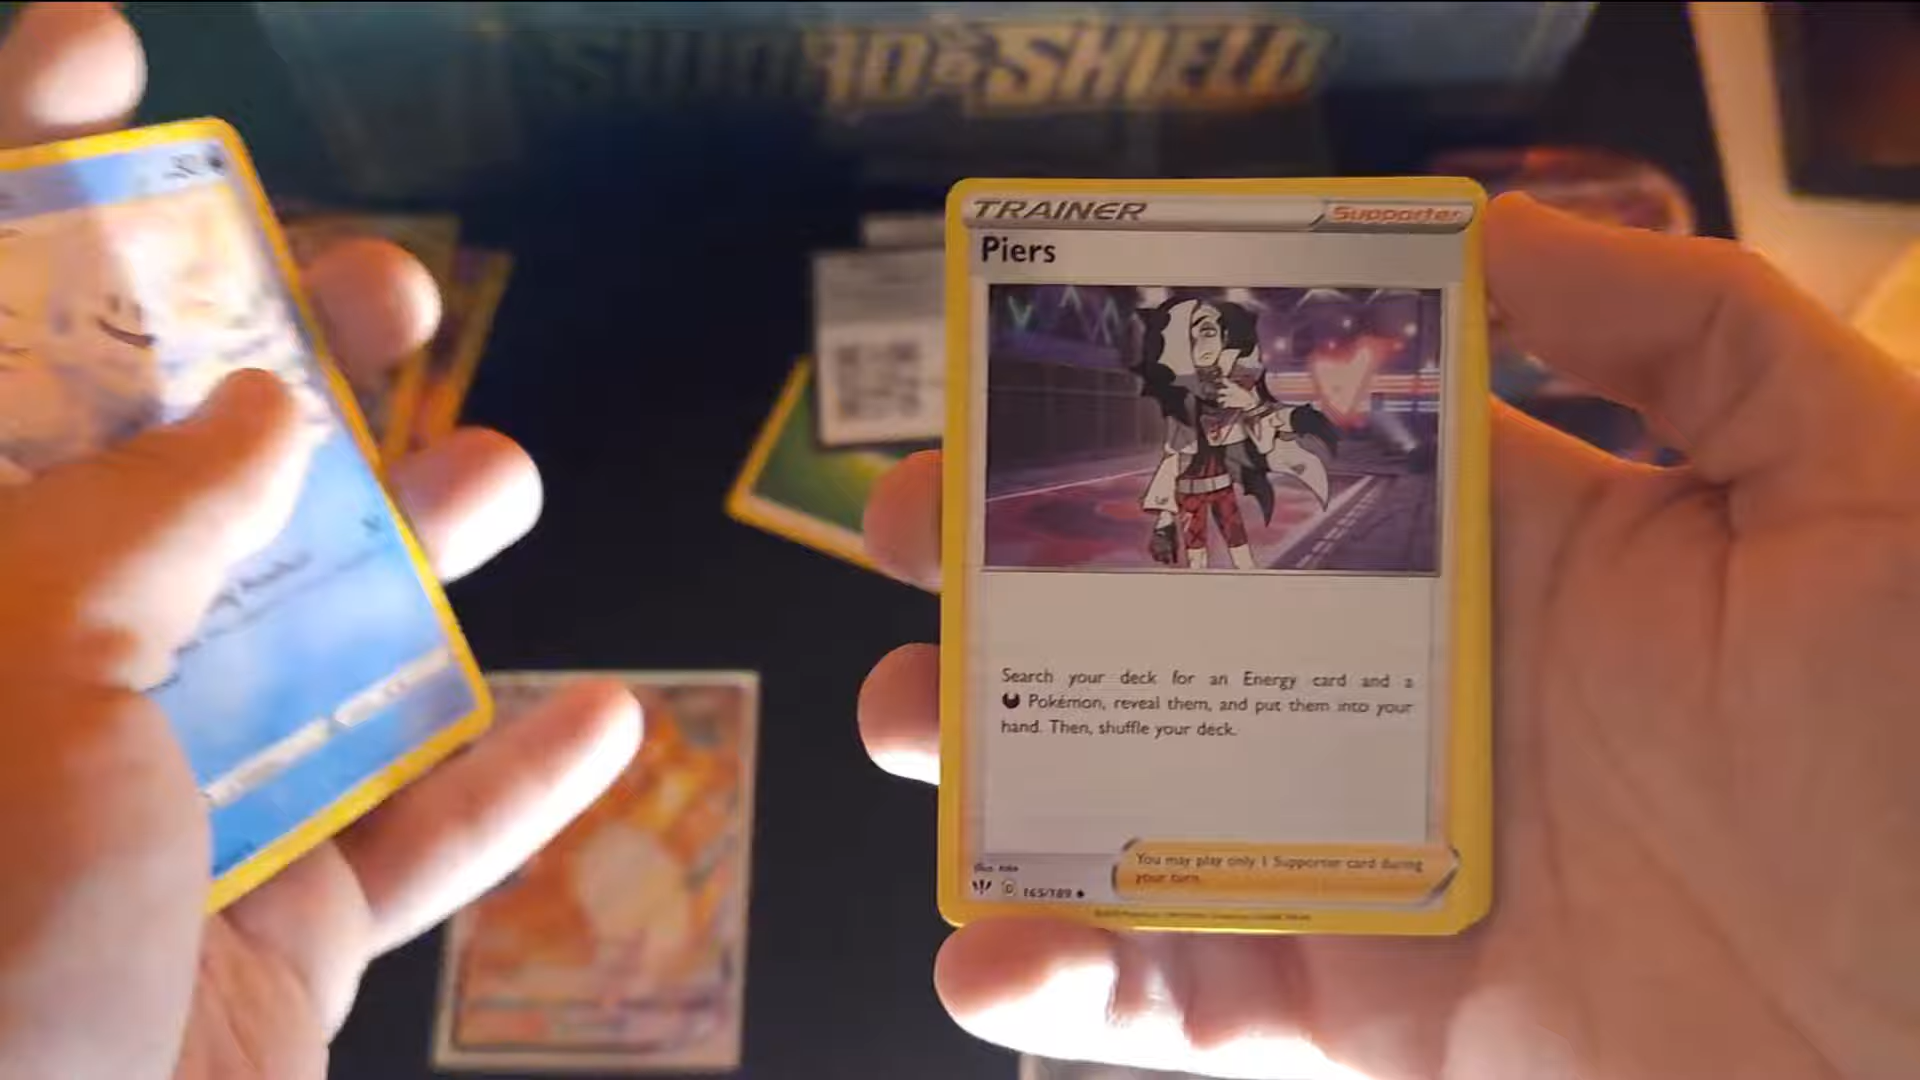 SWORD & SHIELD
TRAINER
Supporter
Piers
Search your deck for an Energy card and a
Pokémon, reveal them, and put them into your
hand. Then, shuffle your deck.
You may play only 1 Supporter card during
your turn.
D 165/189